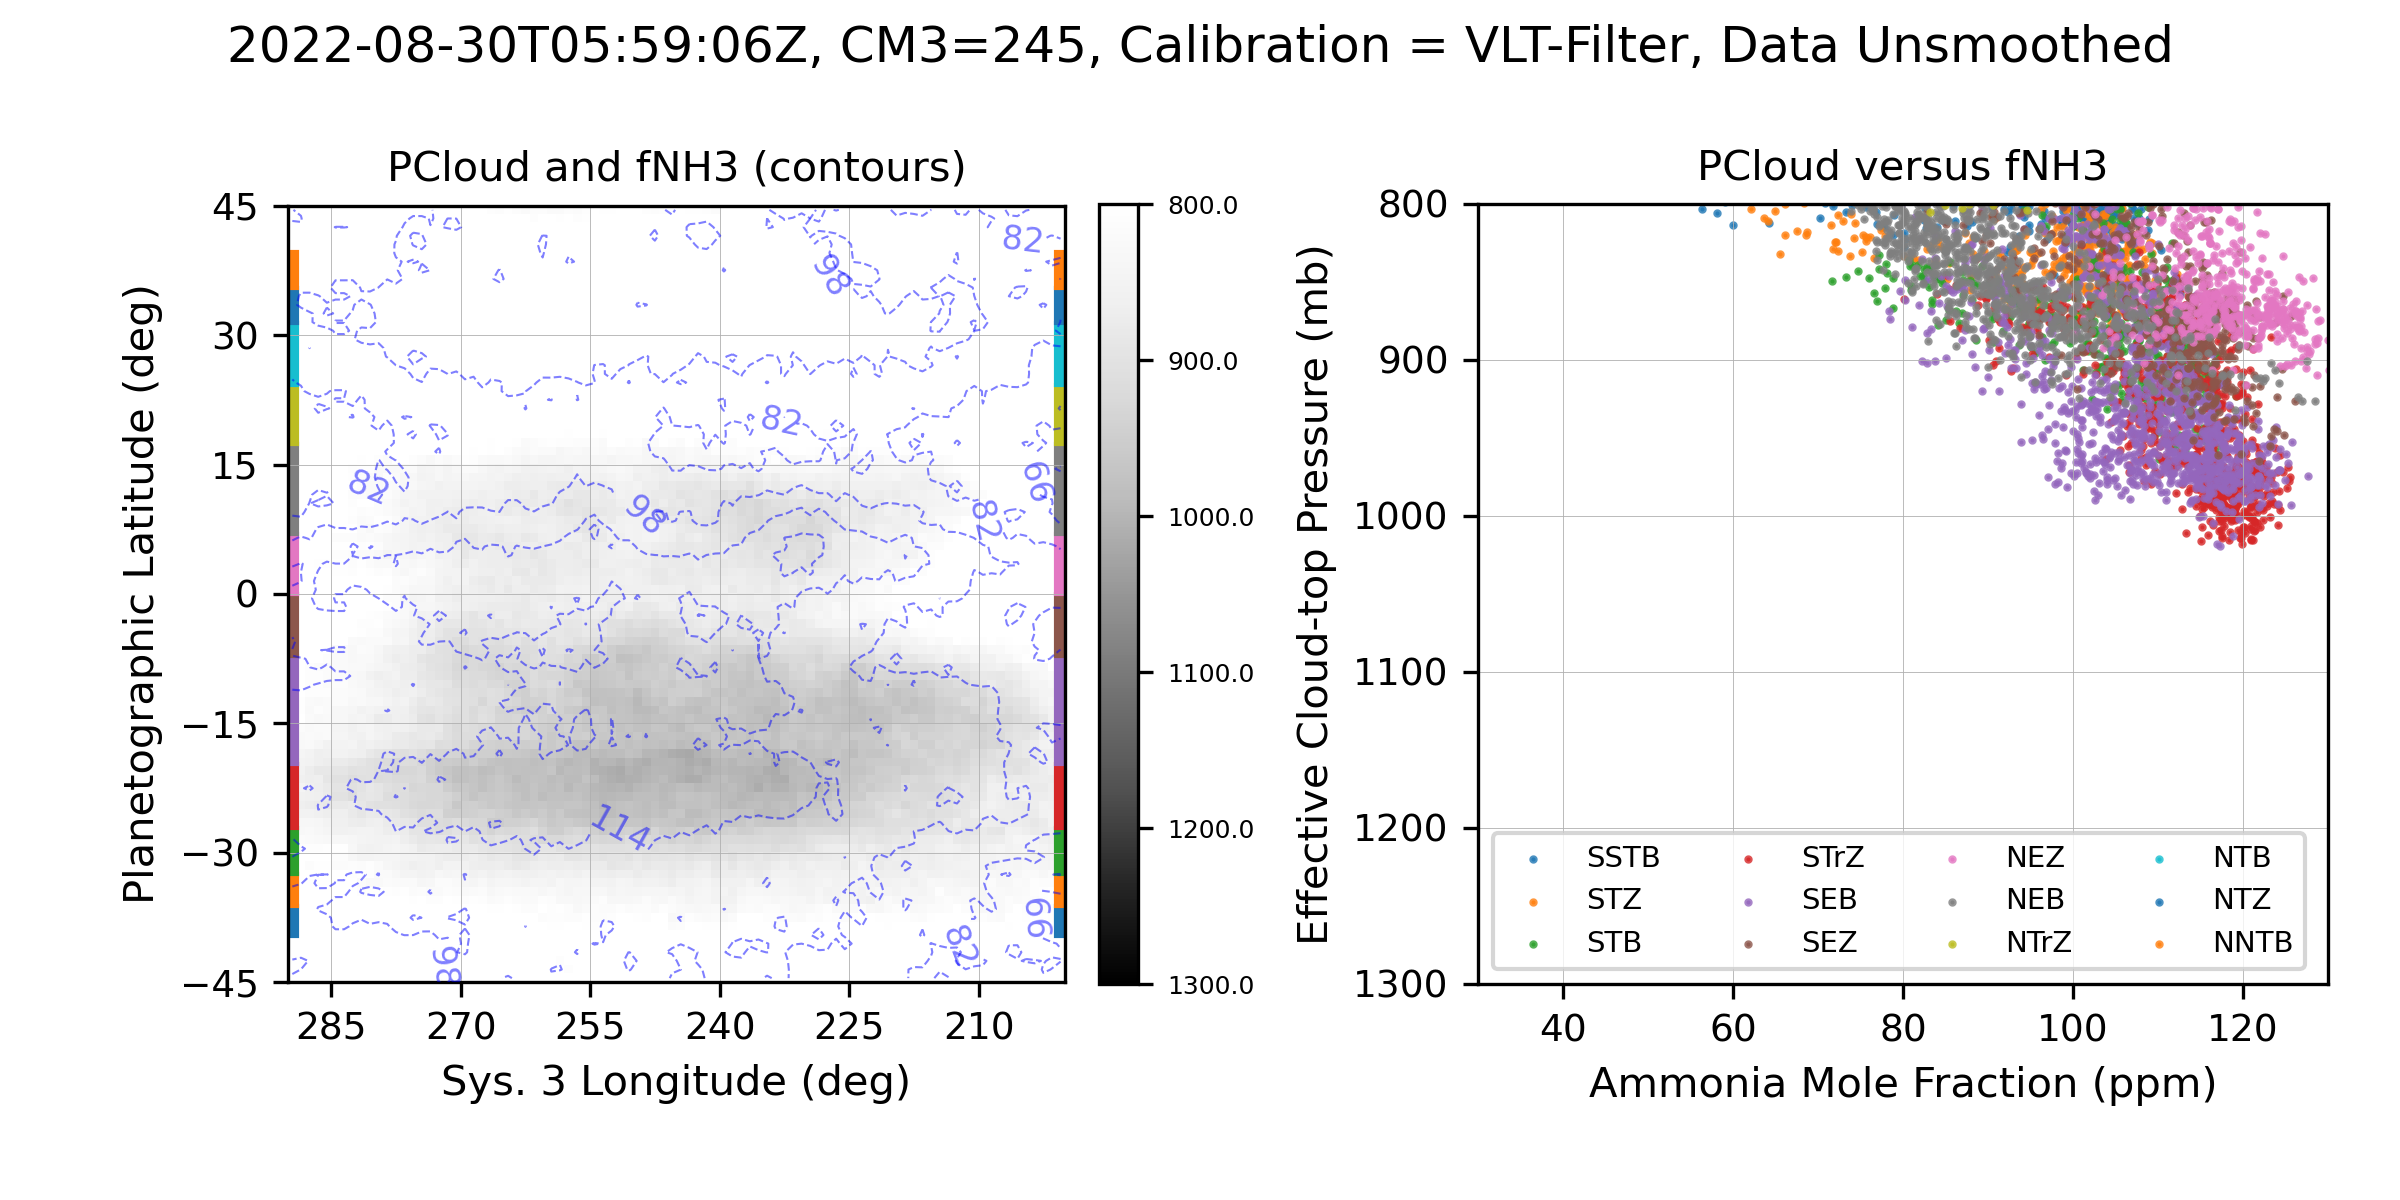 2022-08-30T05:59:06Z, CM3=245, Calibration = VLT-Filter, Data Unsmoothed
PCloud and fNH3 (contours)
45
30
15
0
−15
−30
−45
Planetographic Latitude (deg)
285 270 255 240 225 210
Sys. 3 Longitude (deg)
82
98
82
82
66
98
82
114
98
82
66
800.0
900.0
1000.0
1100.0
1200.0
1300.0
PCloud versus fNH3
800
900
1000
1100
1200
1300
Effective Cloud-top Pressure (mb)
SSTB STrZ NEZ NTB
STZ SEB NEB NTZ
STB SEZ NTrZ NNTB
40 60 80 100 120
Ammonia Mole Fraction (ppm)